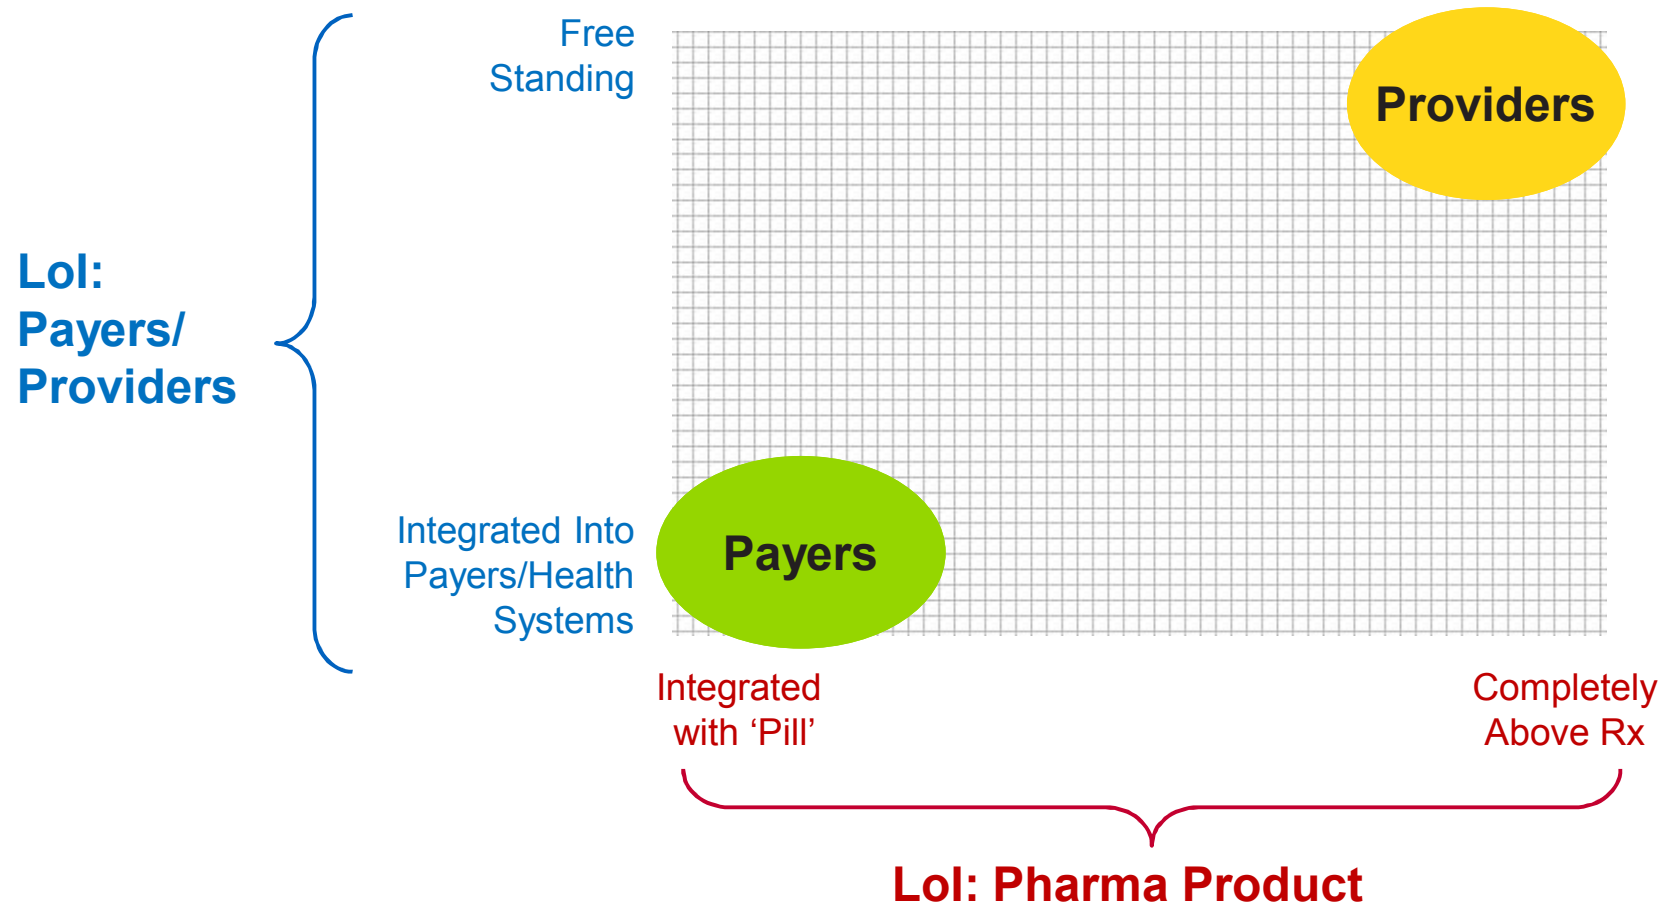 Free
Standing
Providers
LoI:
Payers/
Providers
Integrated Into
Payers/Health
Systems
Payers
Integrated
with ‘Pill’
Completely
Above Rx
LoI: Pharma Product